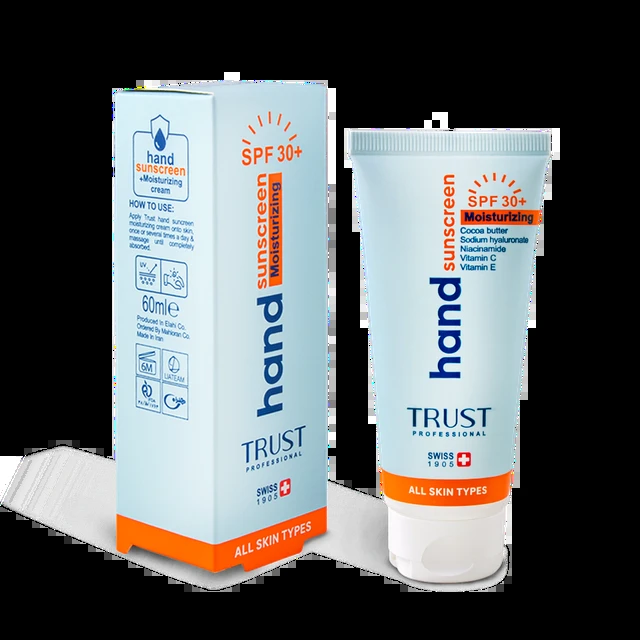 hand
sunscreen
+Moisturizing
cream
HOW TO USE:
Apply Trust hand sunscreen
moisturizing cream onto skin,
once or several times a day &
massage until completely
absorbed.
UV
60ml e
Produced In Elahi Co.
Ordered By Mahloran Co.
Made In Iran
6M
SPF 30+
hand
sunscreen
Moisturizing
TRUST
PROFESSIONAL
SWISS
1905
ALL SKIN TYPES
hand
sunscreen
SPF 30+
Moisturizing
Cocoa butter
Sodium hyaluronate
Niacinamide
Vitamin C
Vitamin E
TRUST
PROFESSIONAL
SWISS
1905
ALL SKIN TYPES